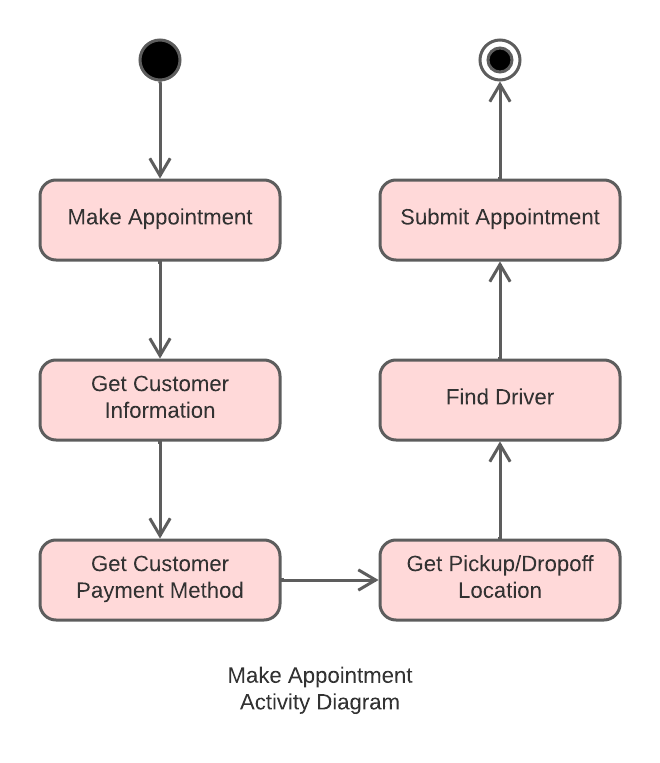 Make Appointment
Submit Appointment
Get Customer
Information
Find Driver
Get Customer
Payment Method
Get Pickup/Dropoff
Location
Make Appointment
Activity Diagram